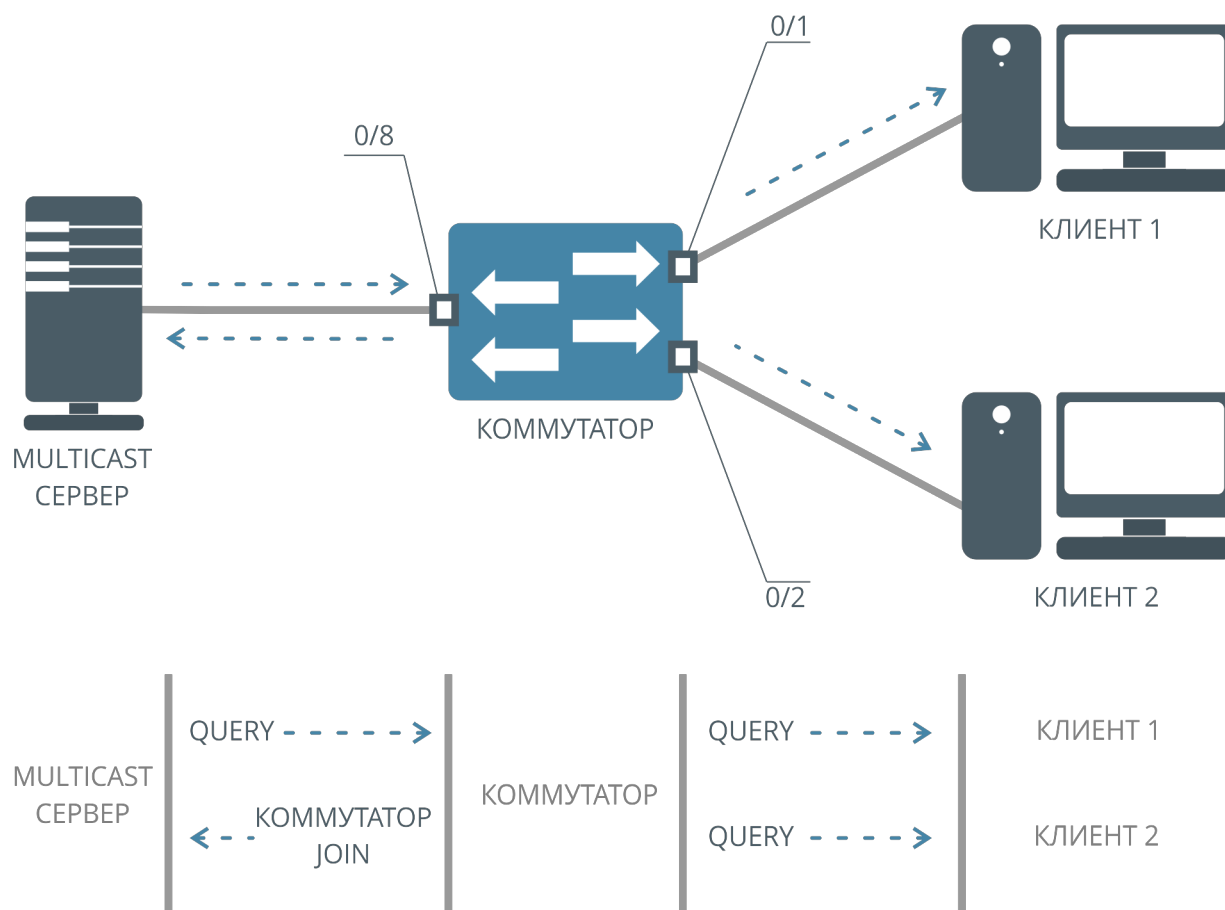 0/1
0/8
КЛИЕНТ 1
КОММУТАТОР
MULTICAST
СЕРВЕР
0/2
КЛИЕНТ 2
QUERY
QUERY
КЛИЕНТ 1
MULTICAST
СЕРВЕР
КОММУТАТОР
JOIN
КОММУТАТОР
QUERY
КЛИЕНТ 2